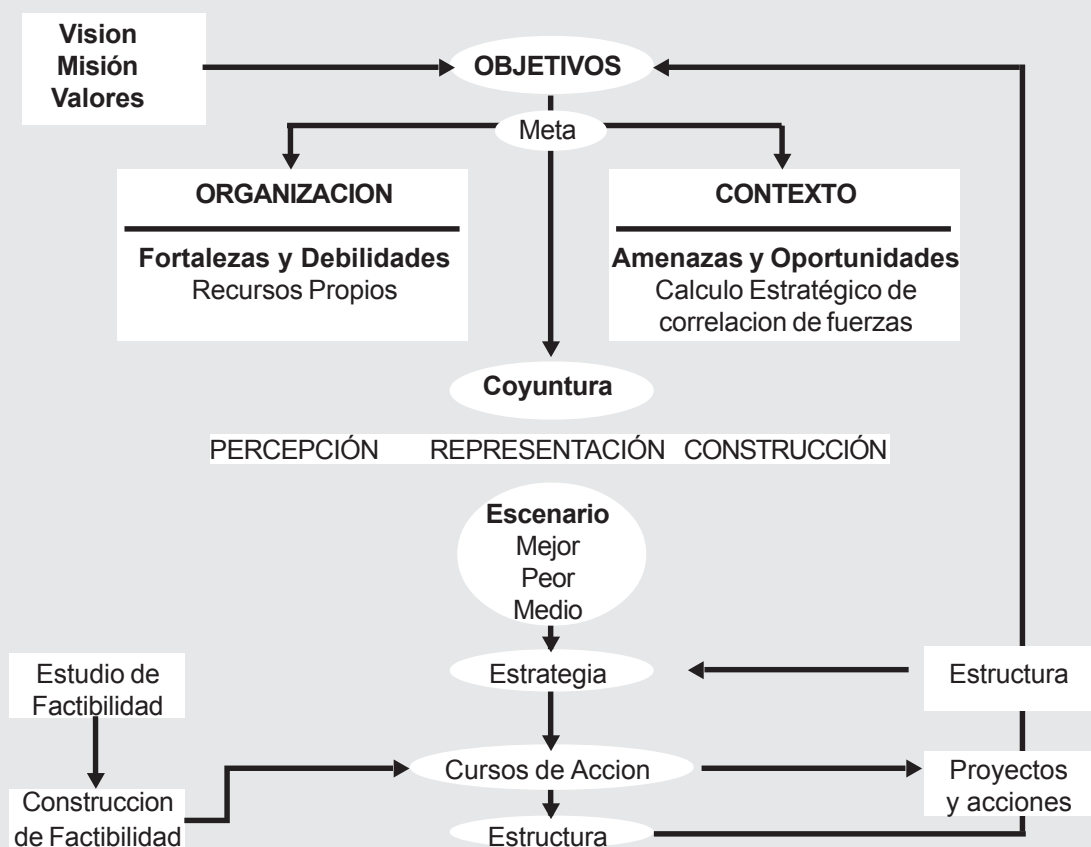 Vision
Misión
Valores
OBJETIVOS
Meta
ORGANIZACION
Fortalezas y Debilidades
Recursos Propios
CONTEXTO
Amenazas y Oportunidades
Calculo Estratégico de
correlacion de fuerzas
Coyuntura
PERCEPCIÓN REPRESENTACIÓN CONSTRUCCIÓN
Escenario
Mejor
Peor
Medio
Estudio de
Factibilidad
Estrategia
Estructura
Construccion
de Factibilidad
Cursos de Accion
Proyectos
y acciones
Estructura